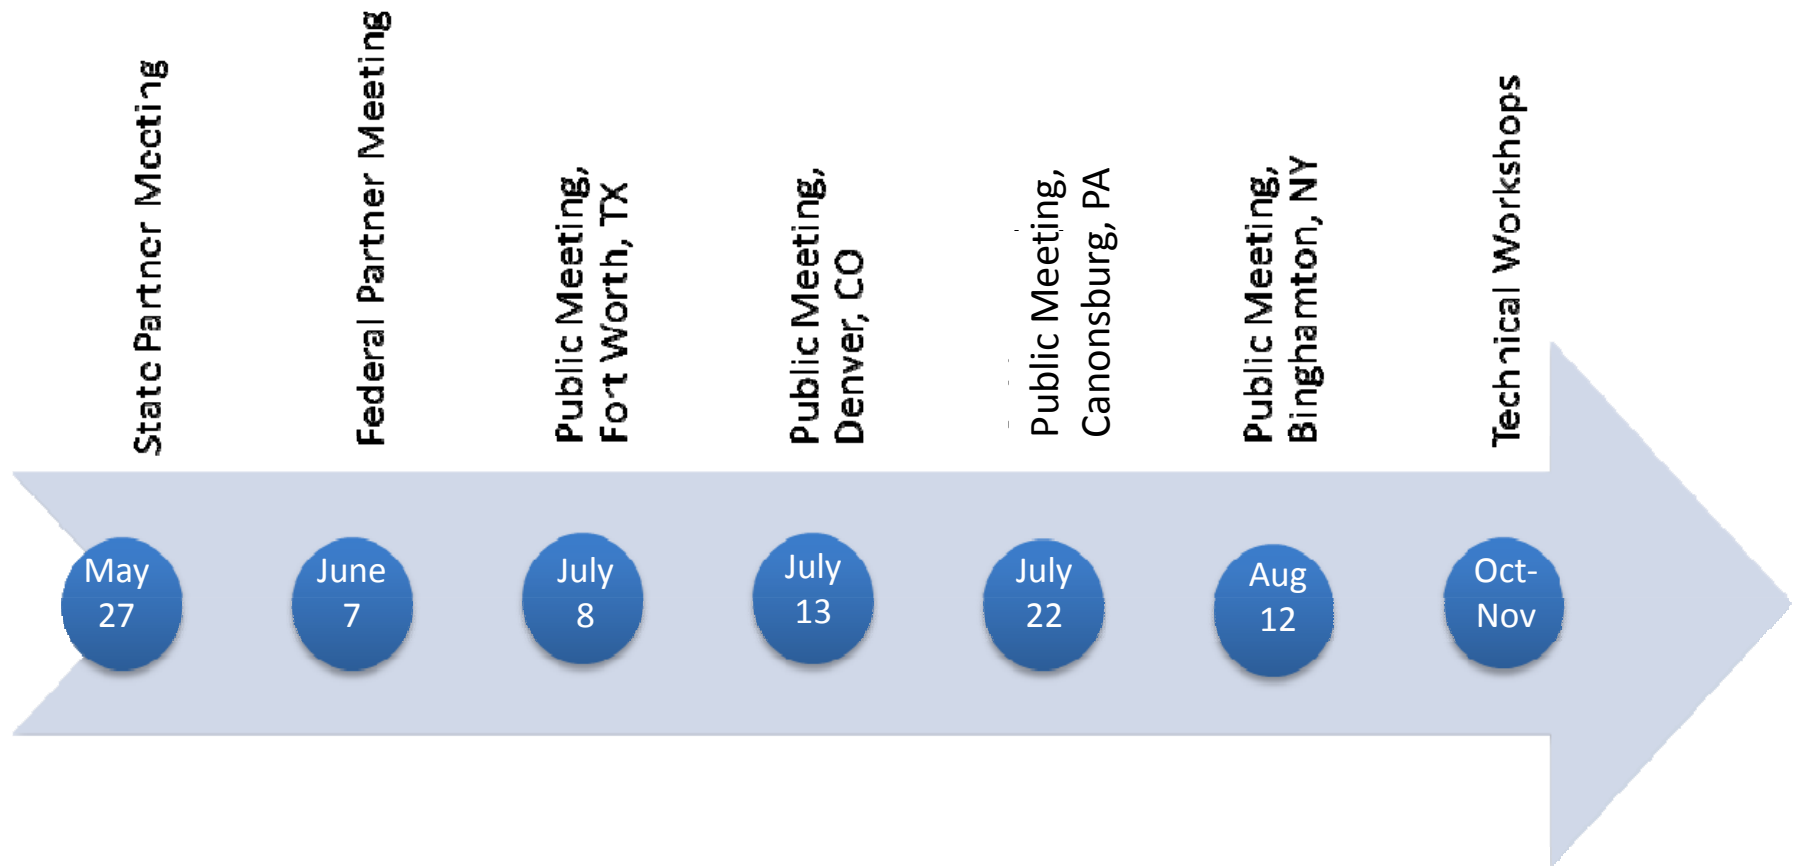 State Partner Meeting
Federal Partner Meeting
Public Meeting,
Fort Worth, TX
Public Meeting,
Denver, CO
Public Meeting,
Canonsburg, PA
Public Meeting,
Binghamton, NY
Technical Workshops
May
27
June
7
July
8
July
13
July
22
Aug
12
Oct-
Nov